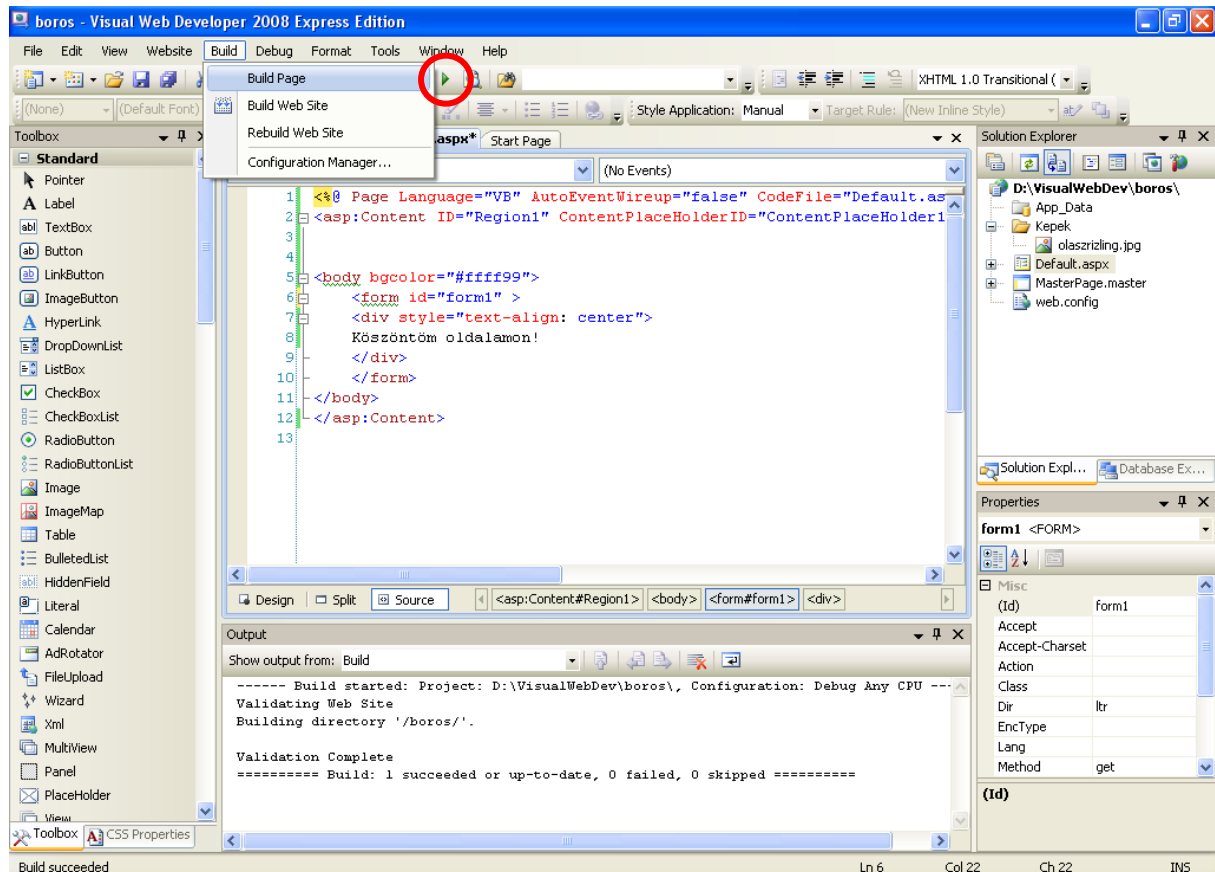 boros - Visual Web Developer 2008 Express Edition
File Edit View Website Build Debug Format Tools Window Help
XHTML 1.0 Transitional (
(None) (Default Font) Style Application: Manual Target Rule: (New Inline Style)
Build Page
Build Web Site
Rebuild Web Site
Configuration Manager...
Toolbox
Standard
Pointer
Label
TextBox
Button
LinkButton
ImageButton
HyperLink
DropDownList
ListBox
CheckBox
CheckBoxList
RadioButton
RadioButtonList
Image
ImageMap
Table
BulletedList
HiddenField
Literal
Calendar
AdRotator
FileUpload
Wizard
Xml
MultiView
Panel
PlaceHolder
View
Toolbox CSS Properties
.aspx* Start Page
(No Events)
1 <%@ Page Language="VB" AutoEventWireup="false" CodeFile="Default.as
2 <asp:Content ID="Region1" ContentPlaceHolderID="ContentPlaceHolder1
3
4
5 <body bgcolor="#ffff99">
6 <form id="form1" >
7 <div style="text-align: center">
8 Köszöntöm oldalamon!
9 </div>
10 </form>
11 </body>
12 </asp:Content>
13
Design Split Source <asp:Content#Region1> <body> <form#form1> <div>
Output
Show output from: Build
------ Build started: Project: D:\VisualWebDev\boros\, Configuration: Debug Any CPU ---
Validating Web Site
Building directory '/boros/'.
Validation Complete
========== Build: 1 succeeded or up-to-date, 0 failed, 0 skipped ==========
Solution Explorer
D:\VisualWebDev\boros\
App_Data
Kepek
olaszrizling.jpg
Default.aspx
MasterPage.master
web.config
Solution Expl... Database Ex...
Properties
form1 <FORM>
Misc
(Id) form1
Accept
Accept-Charset
Action
Class
Dir ltr
EncType
Lang
Method get
(Id)
Build succeeded Ln 6 Col 22 Ch 22 INS